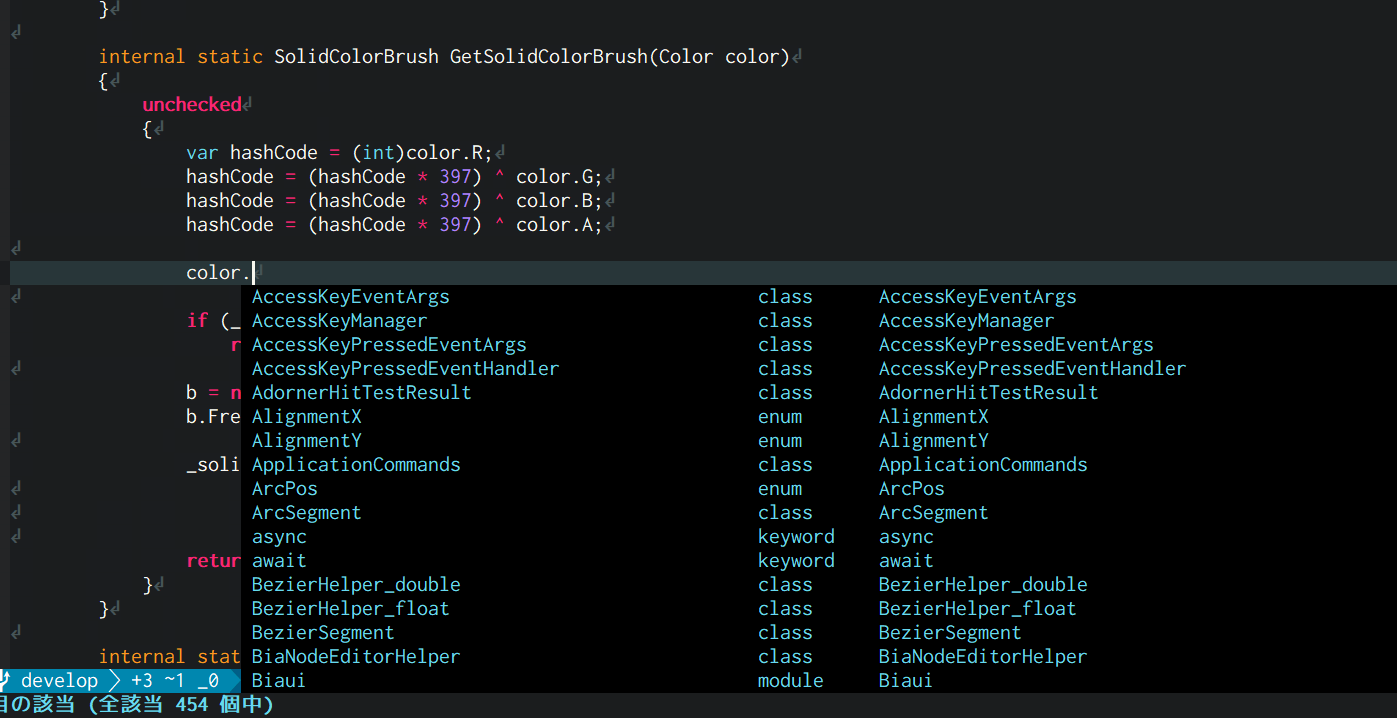 }↲
↲
internal static SolidColorBrush GetSolidColorBrush(Color color)↲
{↲
unchecked↲
{↲
var hashCode = (int)color.R;↲
hashCode = (hashCode * 397) ^ color.G;↲
hashCode = (hashCode * 397) ^ color.B;↲
hashCode = (hashCode * 397) ^ color.A;↲
↲
color.↲
↲ AccessKeyEventArgs class AccessKeyEventArgs
if (_ AccessKeyManager class AccessKeyManager
r AccessKeyPressedEventArgs class AccessKeyPressedEventArgs
↲ AccessKeyPressedEventHandler class AccessKeyPressedEventHandler
b = n AdornerHitTestResult class AdornerHitTestResult
b.Fre AlignmentX enum AlignmentX
↲ AlignmentY enum AlignmentY
_soli ApplicationCommands class ApplicationCommands
↲ ArcPos enum ArcPos
↲ ArcSegment class ArcSegment
↲ async keyword async
retur await keyword await
}↲ BezierHelper_double class BezierHelper_double
}↲ BezierHelper_float class BezierHelper_float
↲ BezierSegment class BezierSegment
internal stat BiaNodeEditorHelper class BiaNodeEditorHelper
develop +3 ~1 _0 Biaui module Biaui
目の該当 (全該当 454 個中)